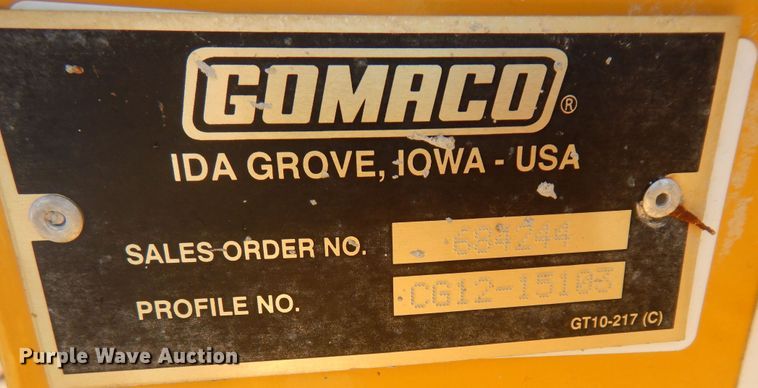 GOMACO®
IDA GROVE, IOWA - USA
SALES ORDER NO. 684244
PROFILE NO. CG12-15103
GT10-217 (C)
Purple Wave Auction